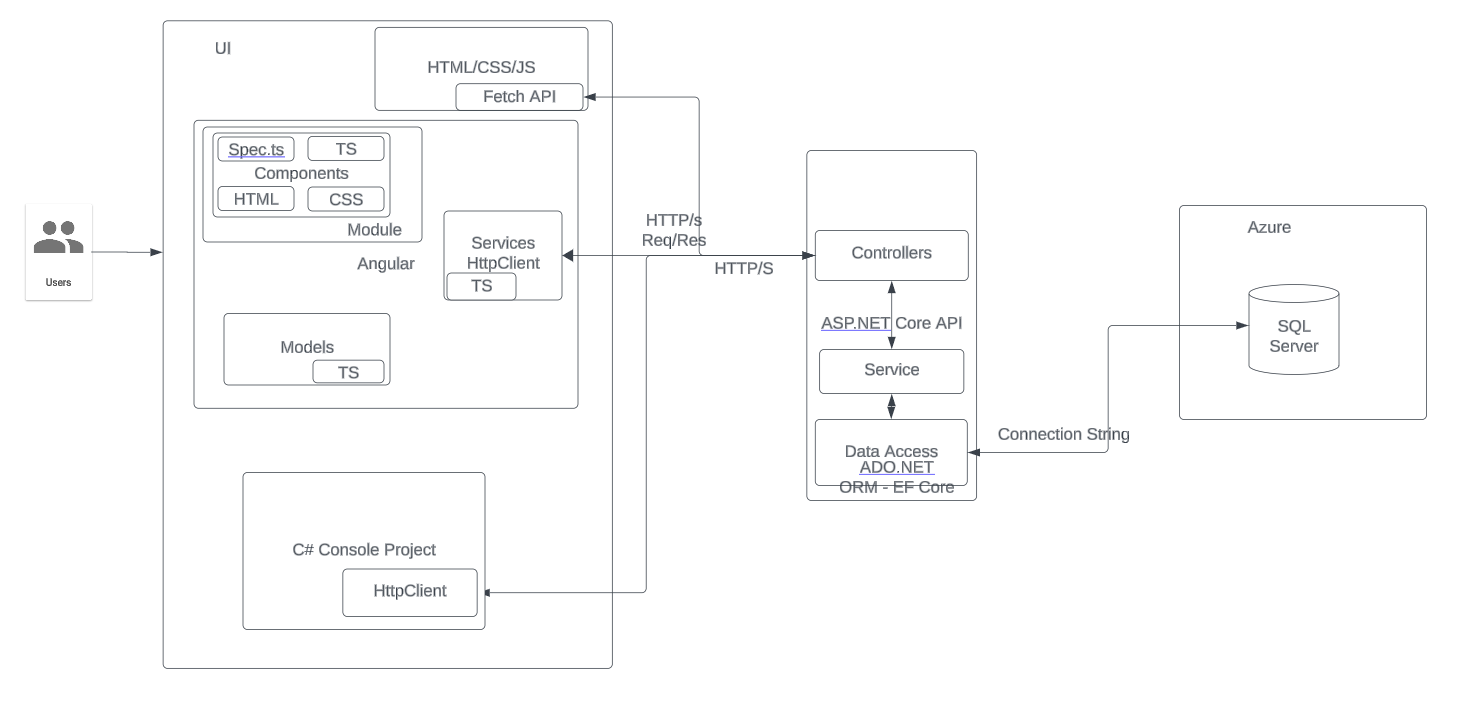 UI
HTML/CSS/JS
Fetch API
Spec.ts
TS
Components
HTML
CSS
Module
Angular
Services
HttpClient
TS
Models
TS
Users
C# Console Project
HttpClient
HTTP/s
Req/Res
HTTP/S
Controllers
ASP.NET Core API
Service
Data Access
ADO.NET
ORM - EF Core
Connection String
Azure
SQL
Server